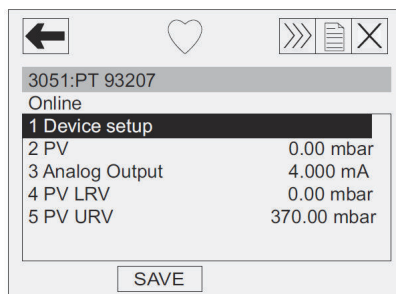 3051:PT 93207
Online
1 Device setup
2 PV 0.00 mbar
3 Analog Output 4.000 mA
4 PV LRV 0.00 mbar
5 PV URV 370.00 mbar
SAVE